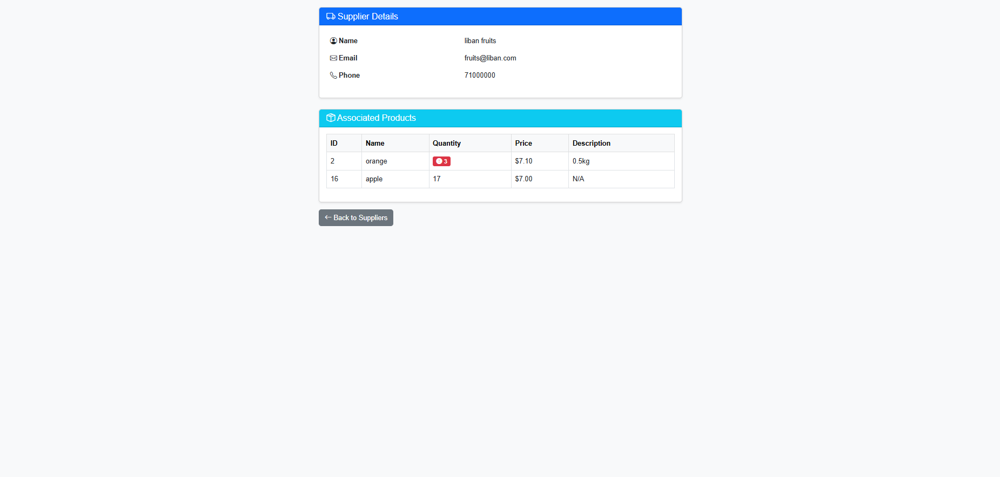 Supplier Details
Name liban fruits
Email fruits@liban.com
Phone 71000000
Associated Products
ID Name Quantity Price Description
2 orange 3 $7.10 0.5kg
16 apple 17 $7.00 N/A
Back to Suppliers